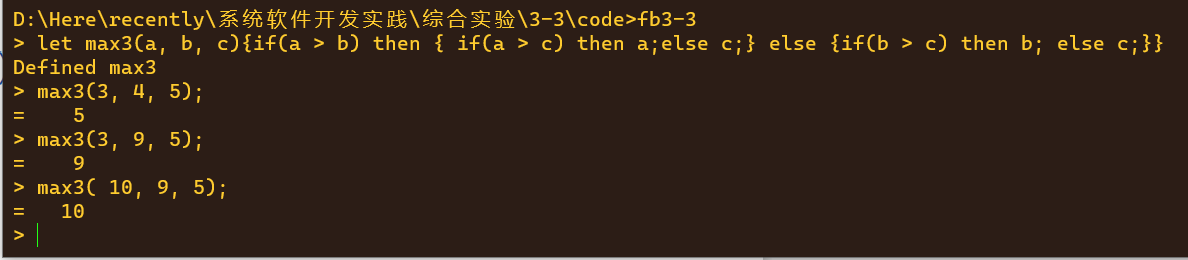 D:\Here\recently\系统软件开发实践\综合实验\3-3\code>fb3-3
> let max3(a, b, c){if(a > b) then { if(a > c) then a;else c;} else {if(b > c) then b; else c;}}
Defined max3
> max3(3, 4, 5);
=    5
> max3(3, 9, 5);
=    9
> max3( 10, 9, 5);
=   10
>